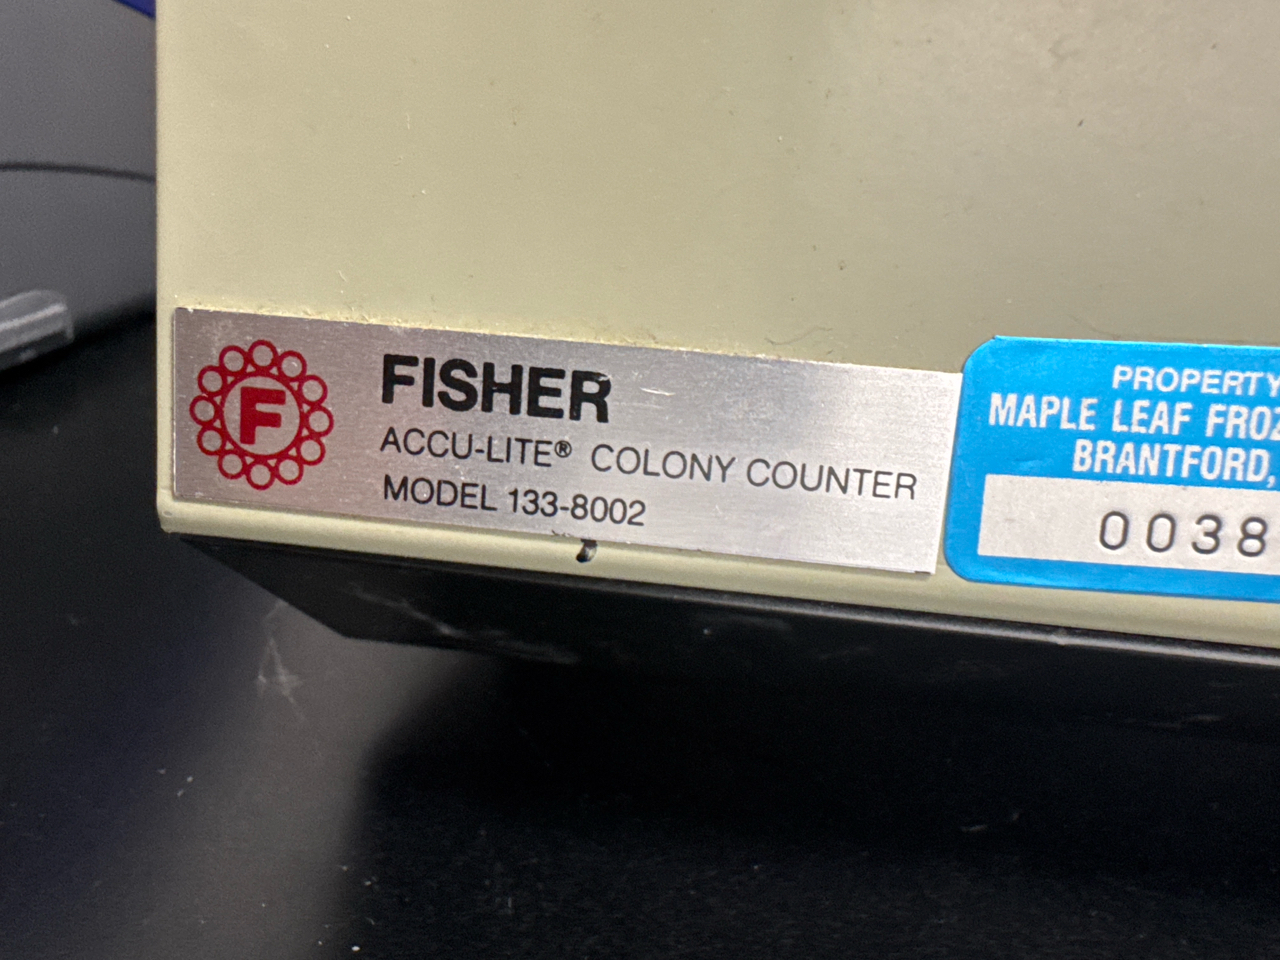 F
FISHER
ACCU-LITE® COLONY COUNTER
MODEL 133-8002
PROPERTY
MAPLE LEAF
BRANTFORD,
0038